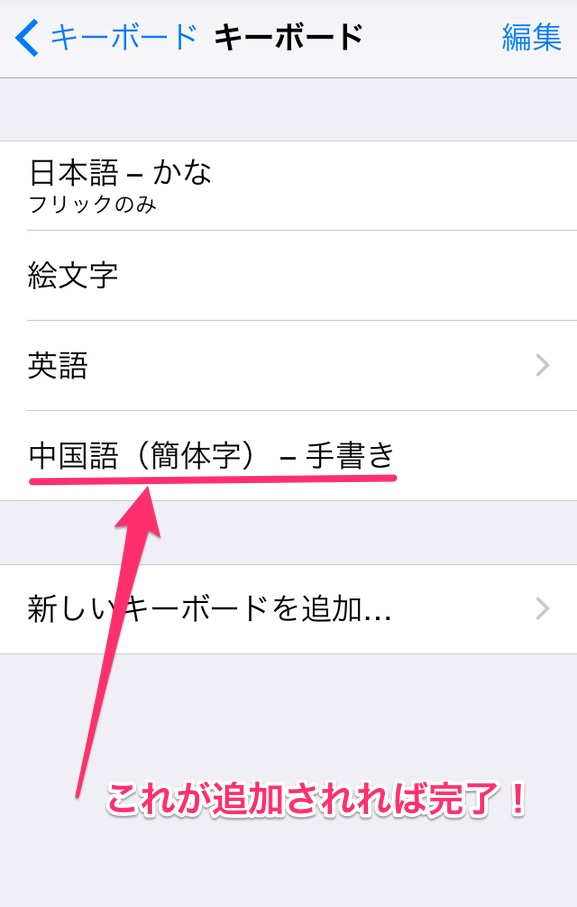 キーボード キーボード 編集
日本語 – かな
フリックのみ
絵文字
英語
中国語（簡体字） – 手書き
新しいキーボードを追加...
これが追加されれば完了！